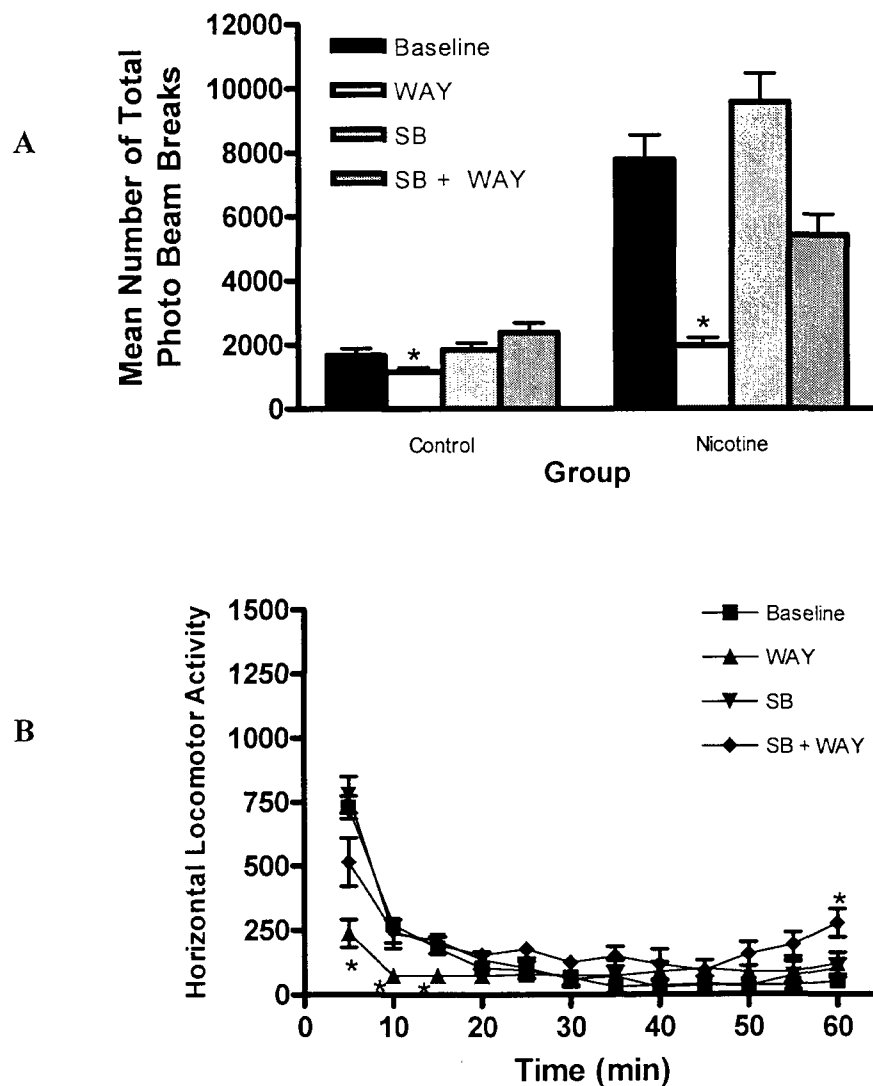 A
Mean Number of Total
Photo Beam Breaks
12000
10000
8000
6000
4000
2000
0
Baseline
WAY
SB
SB + WAY
*
*
Control
Nicotine
Group
B
Horizontal Locomotor Activity
1500
1250
1000
750
500
250
0
Baseline
WAY
SB
SB + WAY
*
*
*
*
0
10
20
30
40
50
60
Time (min)